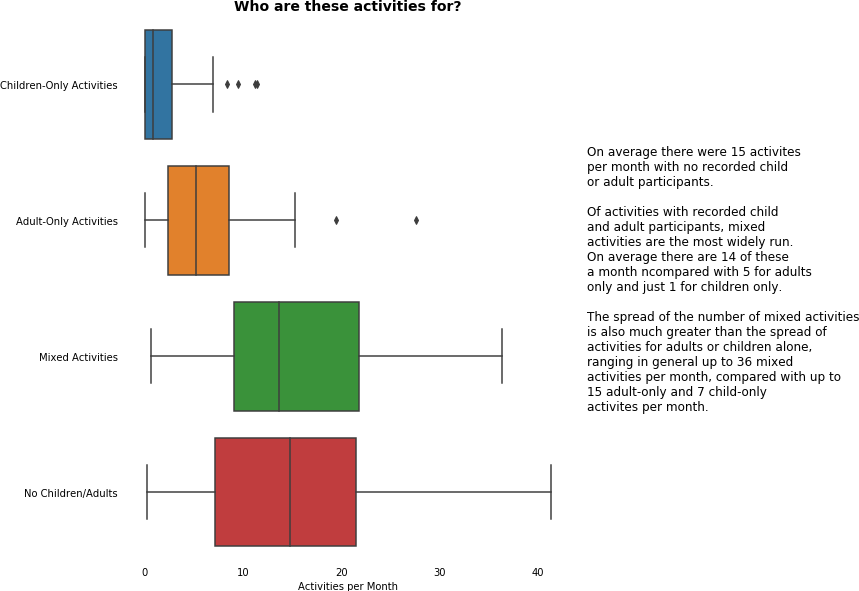 Who are these activities for?
Children-Only Activities
Adult-Only Activities
Mixed Activities
No Children/Adults
0 10 20 30 40
Activities per Month
On average there were 15 activites
per month with no recorded child
or adult participants.
Of activities with recorded child
and adult participants, mixed
activities are the most widely run.
On average there are 14 of these
a month ncompared with 5 for adults
only and just 1 for children only.
The spread of the number of mixed activities
is also much greater than the spread of
activities for adults or children alone,
ranging in general up to 36 mixed
activities per month, compared with up to
15 adult-only and 7 child-only
activites per month.